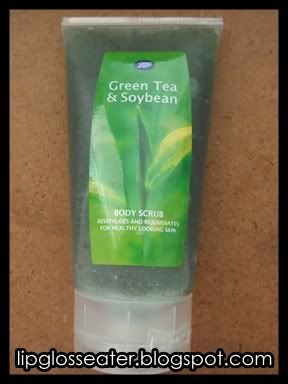 Boots
Green Tea
& Soybean
BODY SCRUB
REVITALISES AND REJUVENATES
FOR HEALTHY LOOKING SKIN
lipglosseater.blogspot.com